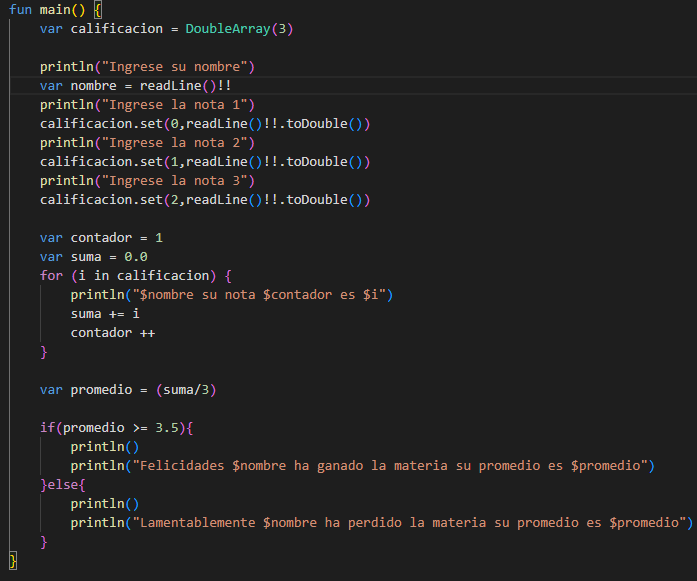 fun main() {
    var calificacion = DoubleArray(3)

    println("Ingrese su nombre")
    var nombre = readLine()!!
    println("Ingrese la nota 1")
    calificacion.set(0,readLine()!!.toDouble())
    println("Ingrese la nota 2")
    calificacion.set(1,readLine()!!.toDouble())
    println("Ingrese la nota 3")
    calificacion.set(2,readLine()!!.toDouble())

    var contador = 1
    var suma = 0.0
    for (i in calificacion) {
        println("$nombre su nota $contador es $i")
        suma += i
        contador ++
    }

    var promedio = (suma/3)

    if(promedio >= 3.5){
        println()
        println("Felicidades $nombre ha ganado la materia su promedio es $promedio")
    }else{
        println()
        println("Lamentablemente $nombre ha perdido la materia su promedio es $promedio")
    }
}